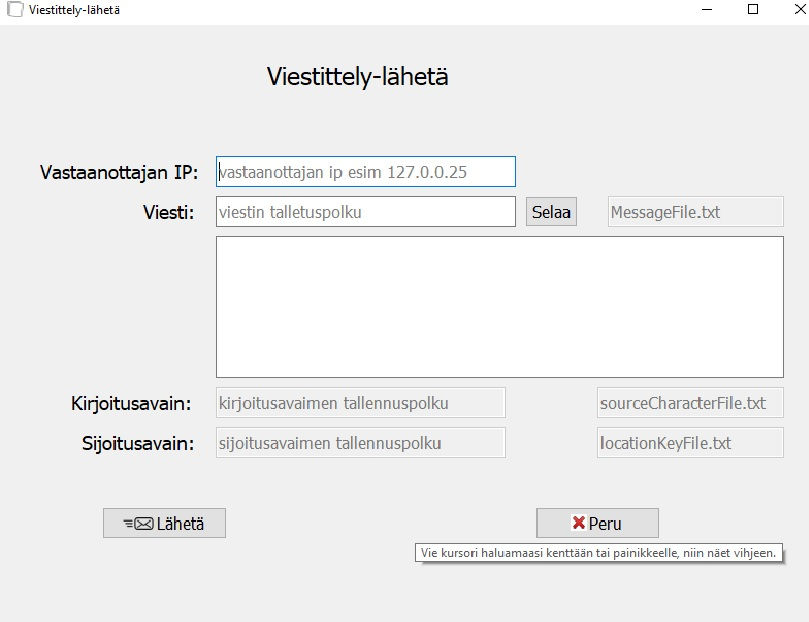 Viestittely-lähetä
Viestittely-lähetä
Vastaanottajan IP: vastaanottajan ip esim 127.0.0.25
Viesti: viestin talletuspolku Selaa MessageFile.txt
Kirjoitusavain: kirjoitusavaimen tallennuspolku sourceCharacterFile.txt
Sijoitusavain: sijoitusavaimen tallennuspolku locationKeyFile.txt
Lähetä Peru
Vie kursori haluamaasi kenttään tai painikkeelle, niin näet vihjeen.